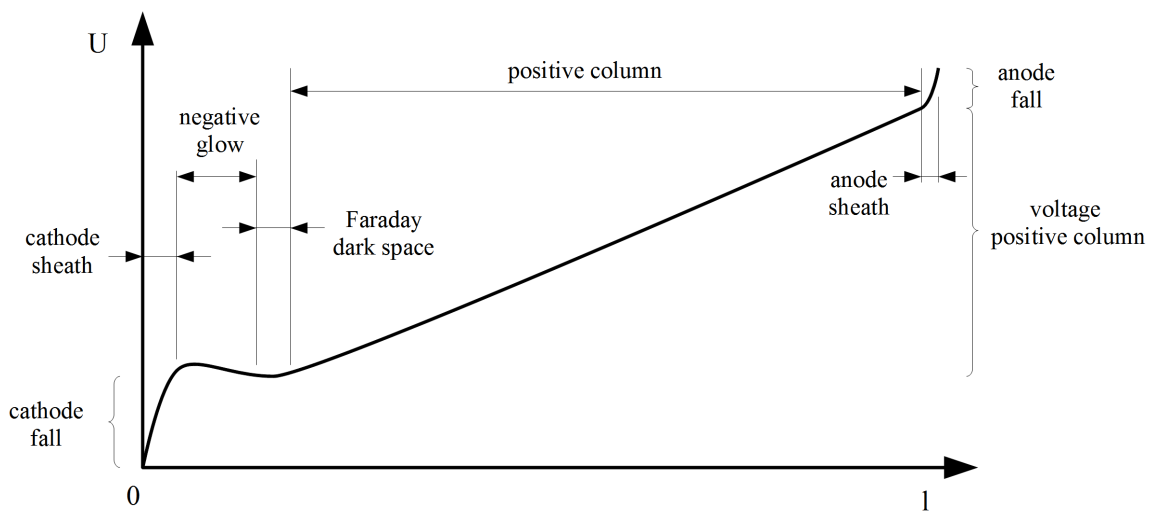 U
positive column
anode
fall
negative
glow
anode
sheath
Faraday
dark space
voltage
positive column
cathode
sheath
cathode
fall
0
l